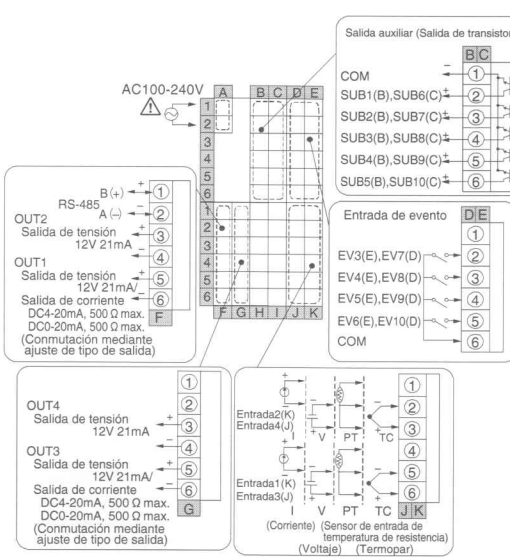 Salida auxiliar (Salida de transistor
B C
COM
− 1
SUB1(B),SUB6(C) + 2
SUB2(B),SUB7(C) + 3
SUB3(B),SUB8(C) + 4
SUB4(B),SUB9(C) + 5
SUB5(B),SUB10(C) + 6
AC100-240V
A B C D E
1
2
3
4
5
6
1
2
3
4
5
6
F G H I J K
B (+) 1
RS-485
A (−) 2
OUT2
Salida de tensión + 3
12V 21mA − 4
OUT1
Salida de tensión + 5
12V 21mA/
Salida de corriente − 6
DC4-20mA, 500 Ω max.
DC0-20mA, 500 Ω max.
(Conmutación mediante
ajuste de tipo de salida)
F
Entrada de evento
D E
1
EV3(E),EV7(D) 2
EV4(E),EV8(D) 3
EV5(E),EV9(D) 4
EV6(E),EV10(D) 5
COM 6
1
2
OUT4
Salida de tensión + 3
12V 21mA
− 4
OUT3
Salida de tensión + 5
12V 21mA/
Salida de corriente − 6
DC4-20mA, 500 Ω max.
DC0-20mA, 500 Ω max.
(Conmutación mediante
ajuste de tipo de salida)
G
+ − 1
− 2
Entrada2(K)
Entrada4(J)
− + + 3
I V PT TC
4
+ − − 5
Entrada1(K)
Entrada3(J)
− + + 6
I V PT TC J K
(Corriente) (Sensor de entrada de
temperatura de resistencia)
(Voltaje) (Termopar)